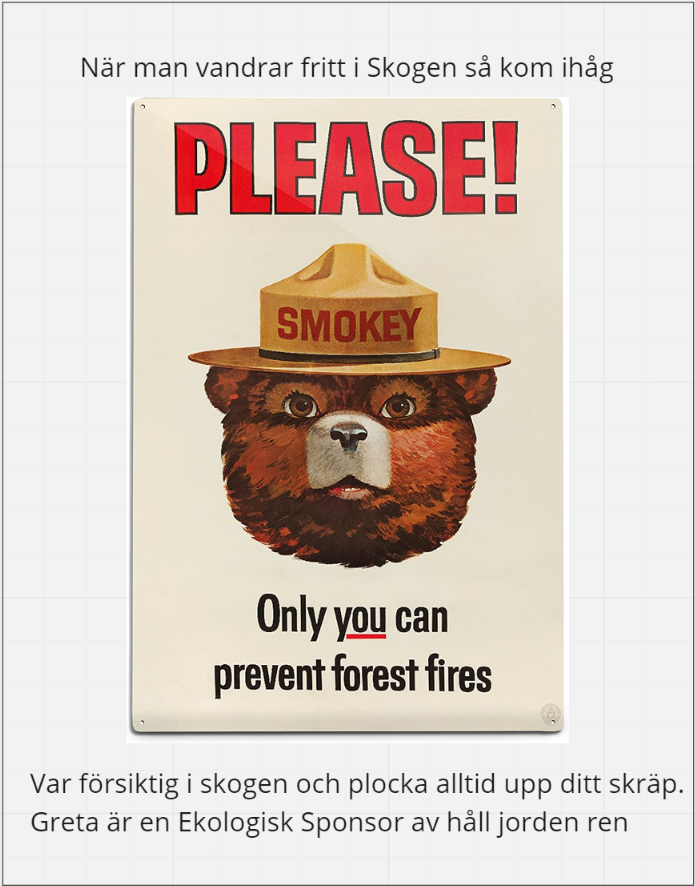 När man vandrar fritt i Skogen så kom ihåg
PLEASE!
SMOKEY
Only you can
prevent forest fires
Var försiktig i skogen och plocka alltid upp ditt skräp.
Greta är en Ekologisk Sponsor av håll jorden ren